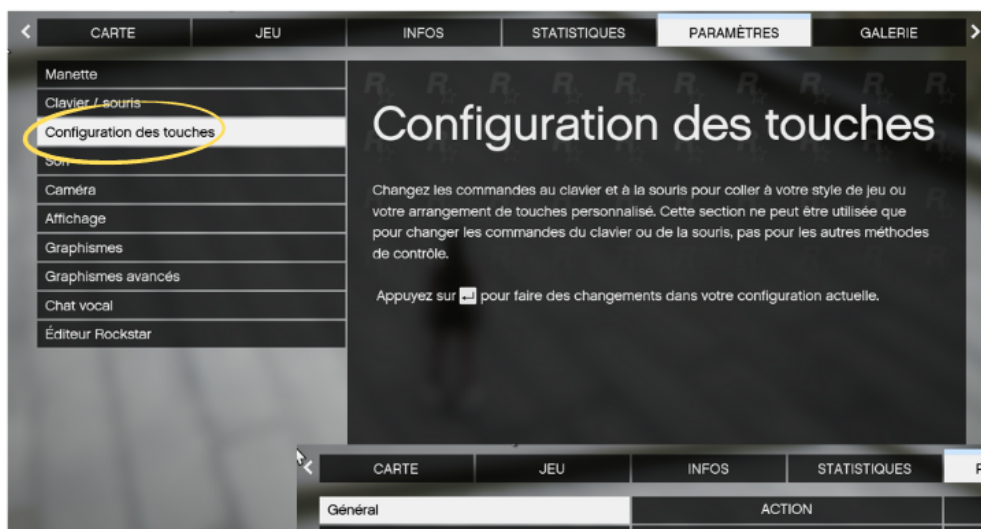 CARTE JEU INFOS STATISTIQUES PARAMÈTRES GALERIE
Manette
Clavier / souris
Configuration des touches
Son
Caméra
Affichage
Graphismes
Graphismes avancés
Chat vocal
Éditeur Rockstar
Configuration des touches
Changez les commandes au clavier et à la souris pour coller à votre style de jeu ou
votre arrangement de touches personnalisé. Cette section ne peut être utilisée que
pour changer les commandes du clavier ou de la souris, pas pour les autres méthodes
de contrôle.
Appuyez sur ↵ pour faire des changements dans votre configuration actuelle.
CARTE JEU INFOS STATISTIQUES
Général ACTION